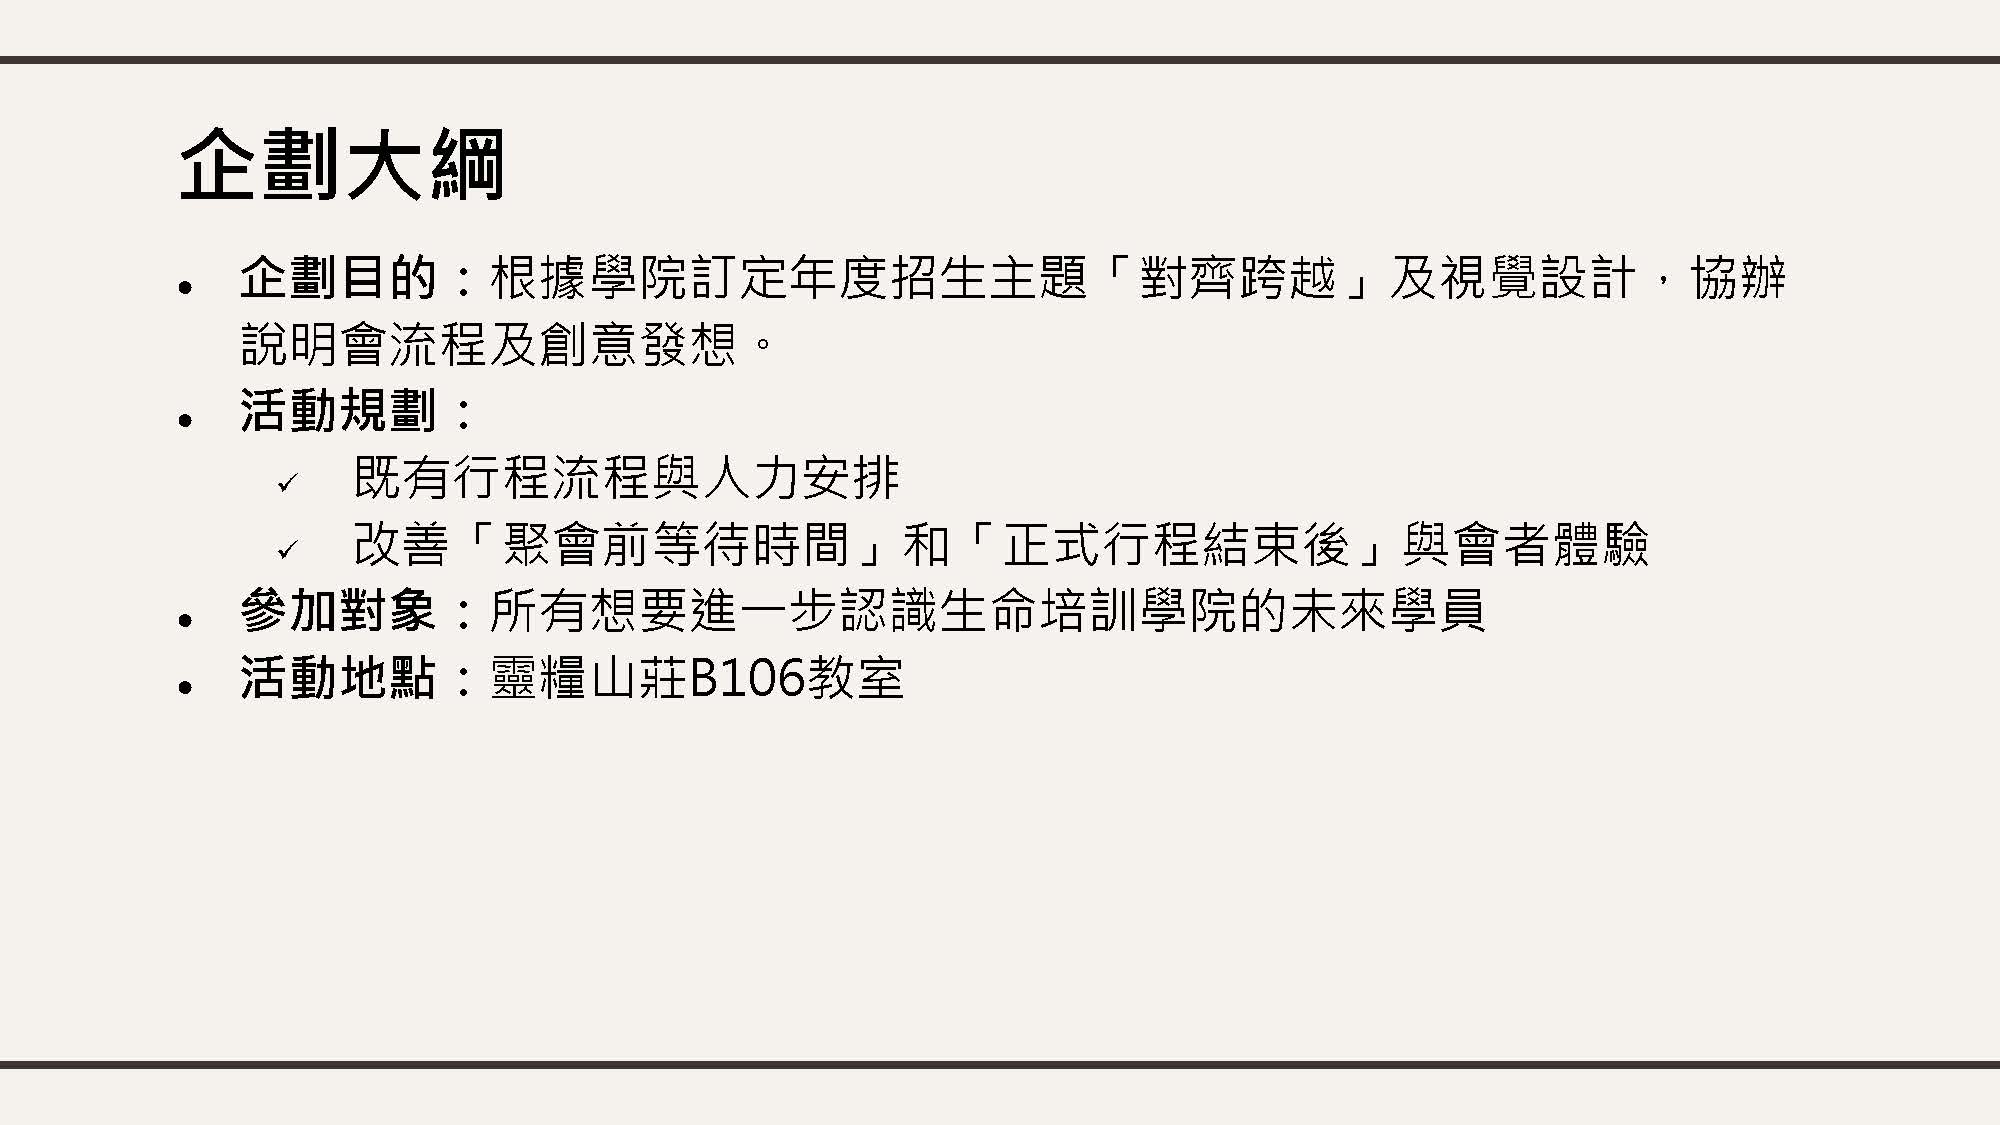 企劃大綱
● 企劃目的：根據學院訂定年度招生主題「對齊跨越」及視覺設計，協辦
說明會流程及創意發想。
● 活動規劃：
✓ 既有行程流程與人力安排
✓ 改善「聚會前等待時間」和「正式行程結束後」與會者體驗
● 參加對象：所有想要進一步認識生命培訓學院的未來學員
● 活動地點：靈糧山莊B106教室